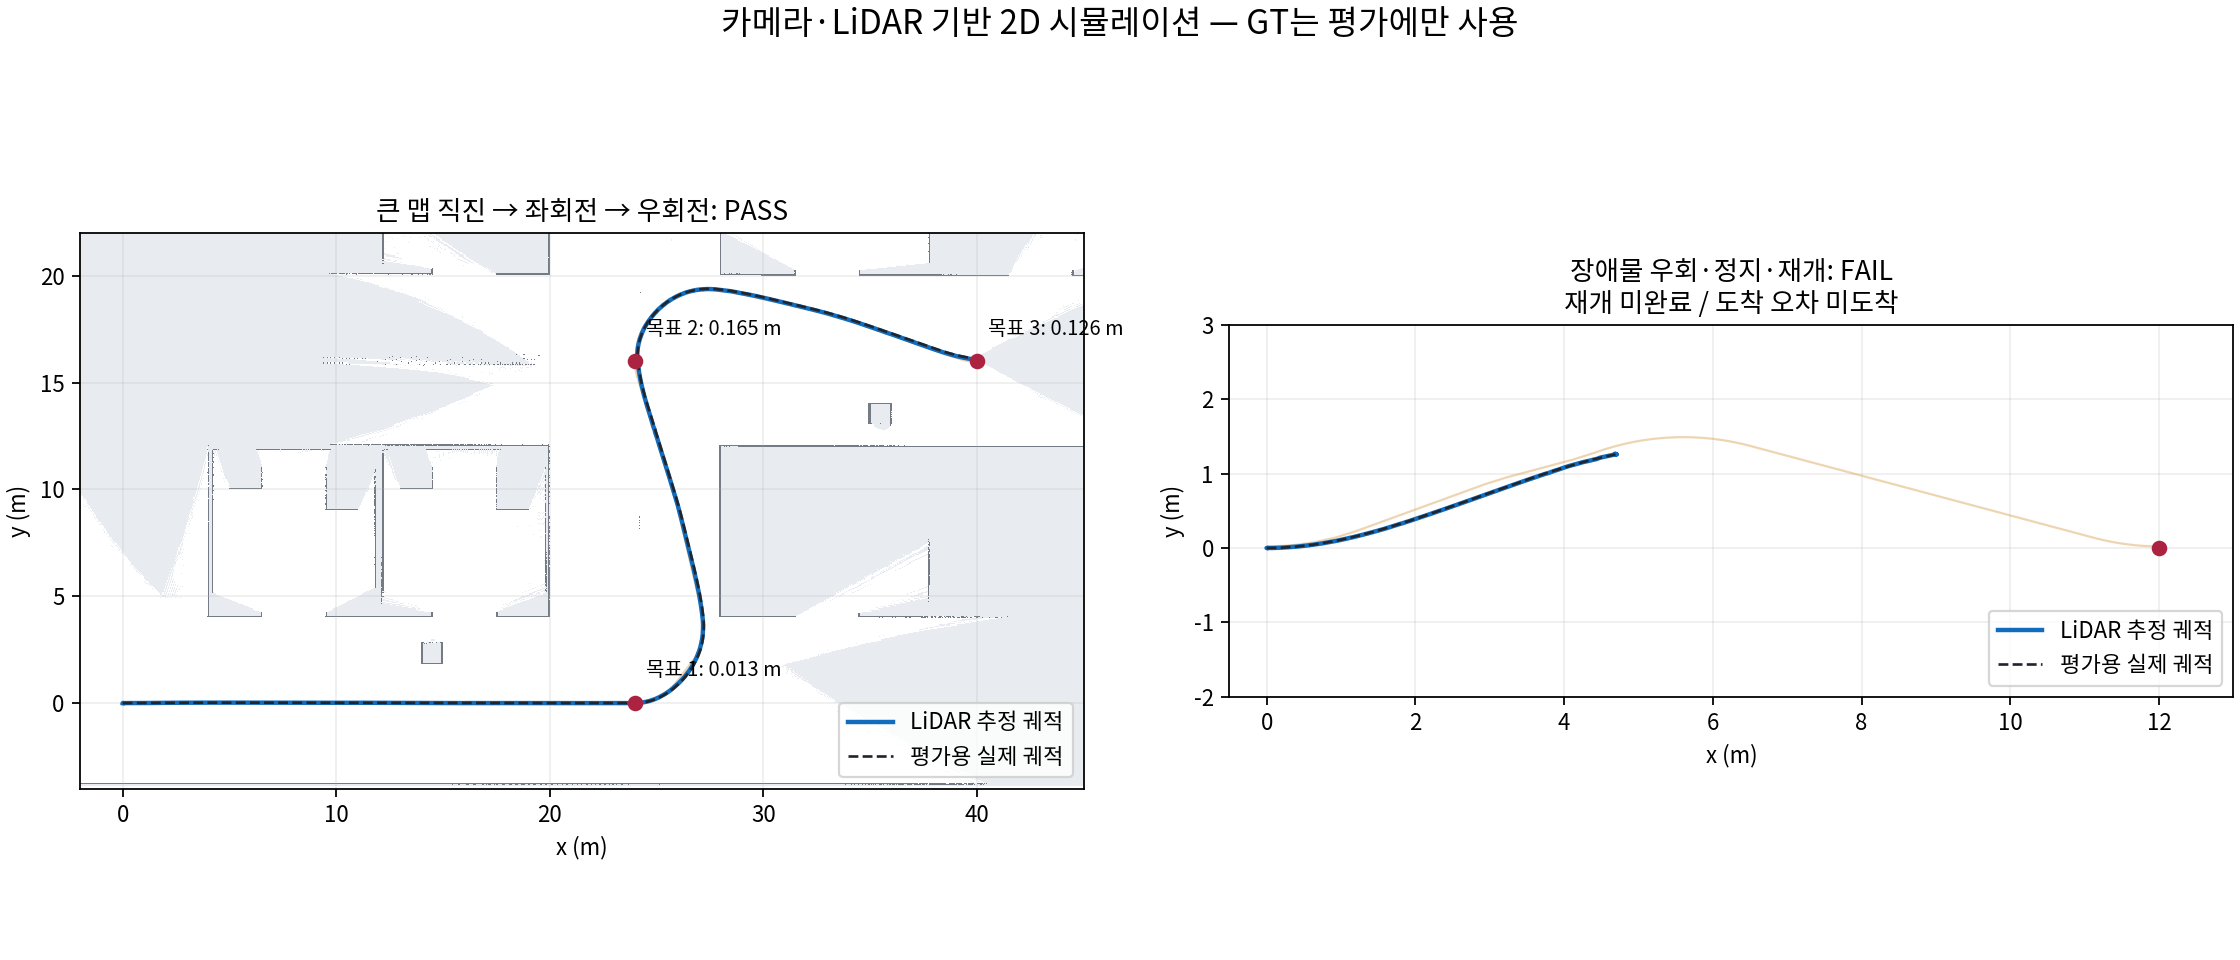 카메라·LiDAR 기반 2D 시뮬레이션 — GT는 평가에만 사용
큰 맵 직진 → 좌회전 → 우회전: PASS
20
15
10
5
0
y (m)
목표 2: 0.165 m
목표 3: 0.126 m
목표 1: 0.013 m
LiDAR 추정 궤적
평가용 실제 궤적
0
10
20
30
40
x (m)
장애물 우회·정지·재개: FAIL
재개 미완료 / 도착 오차 미도착
3
2
1
0
-1
-2
y (m)
LiDAR 추정 궤적
평가용 실제 궤적
0
2
4
6
8
10
12
x (m)